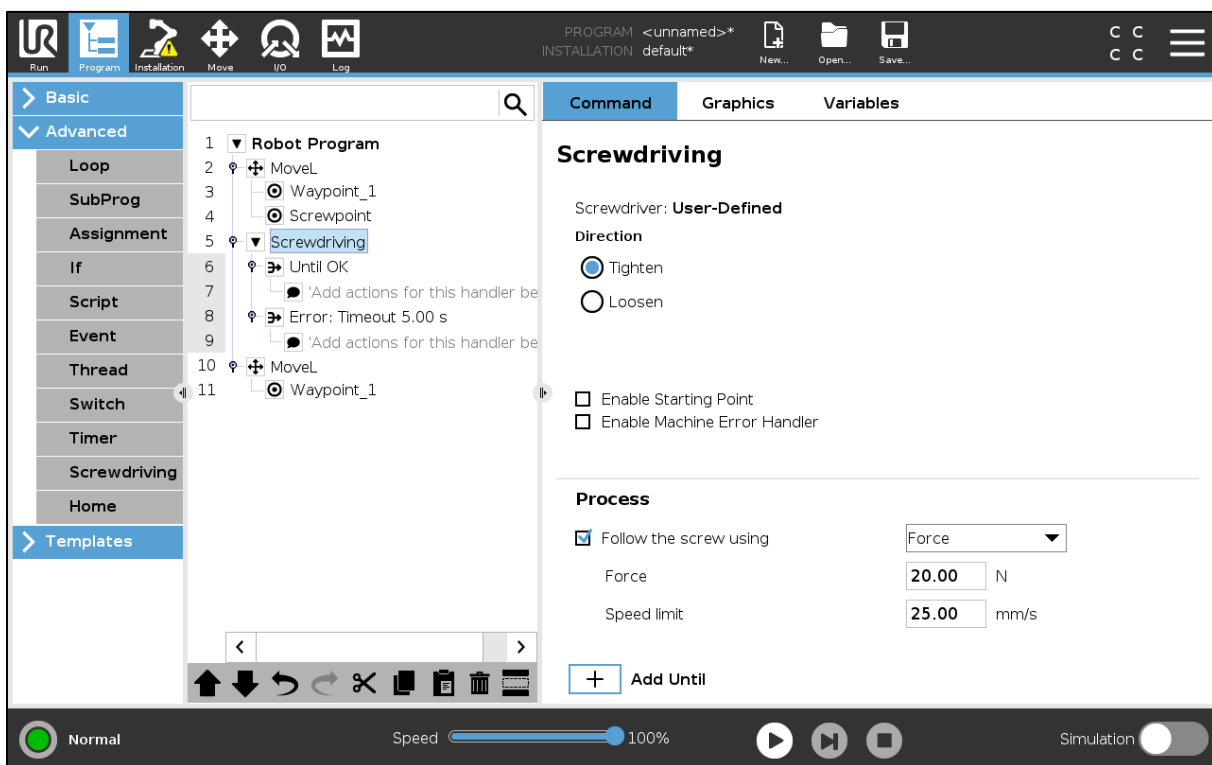 PROGRAM <unnamed>*
INSTALLATION default*
C C
C C
UR
Run
Program
Installation
Move
I/O
Log
New...
Open...
Save...
Basic
Advanced
Loop
SubProg
Assignment
If
Script
Event
Thread
Switch
Timer
Screwdriving
Home
Templates
1 Robot Program
2 MoveL
3 Waypoint_1
4 Screwpoint
5 Screwdriving
6 Until OK
7 'Add actions for this handler be
8 Error: Timeout 5.00 s
9 'Add actions for this handler be
10 MoveL
11 Waypoint_1
Command Graphics Variables
Screwdriving
Screwdriver: User-Defined
Direction
Tighten
Loosen
Enable Starting Point
Enable Machine Error Handler
Process
Follow the screw using Force
Force 20.00 N
Speed limit 25.00 mm/s
+ Add Until
Normal
Speed 100%
Simulation